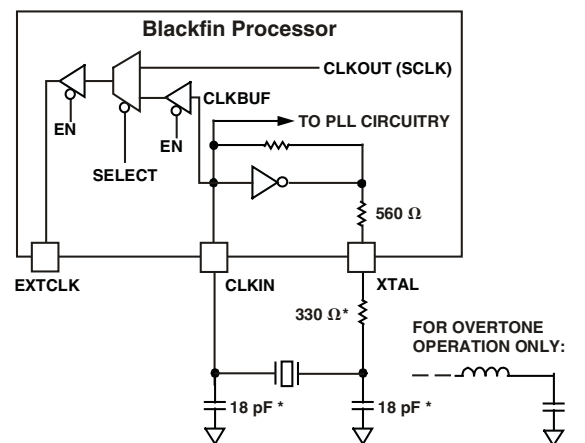 Blackfin Processor
CLKOUT (SCLK)
CLKBUF
TO PLL CIRCUITRY
EN
EN
SELECT
560 Ω
EXTCLK
CLKIN
XTAL
330 Ω*
FOR OVERTONE
OPERATION ONLY:
18 pF *
18 pF *